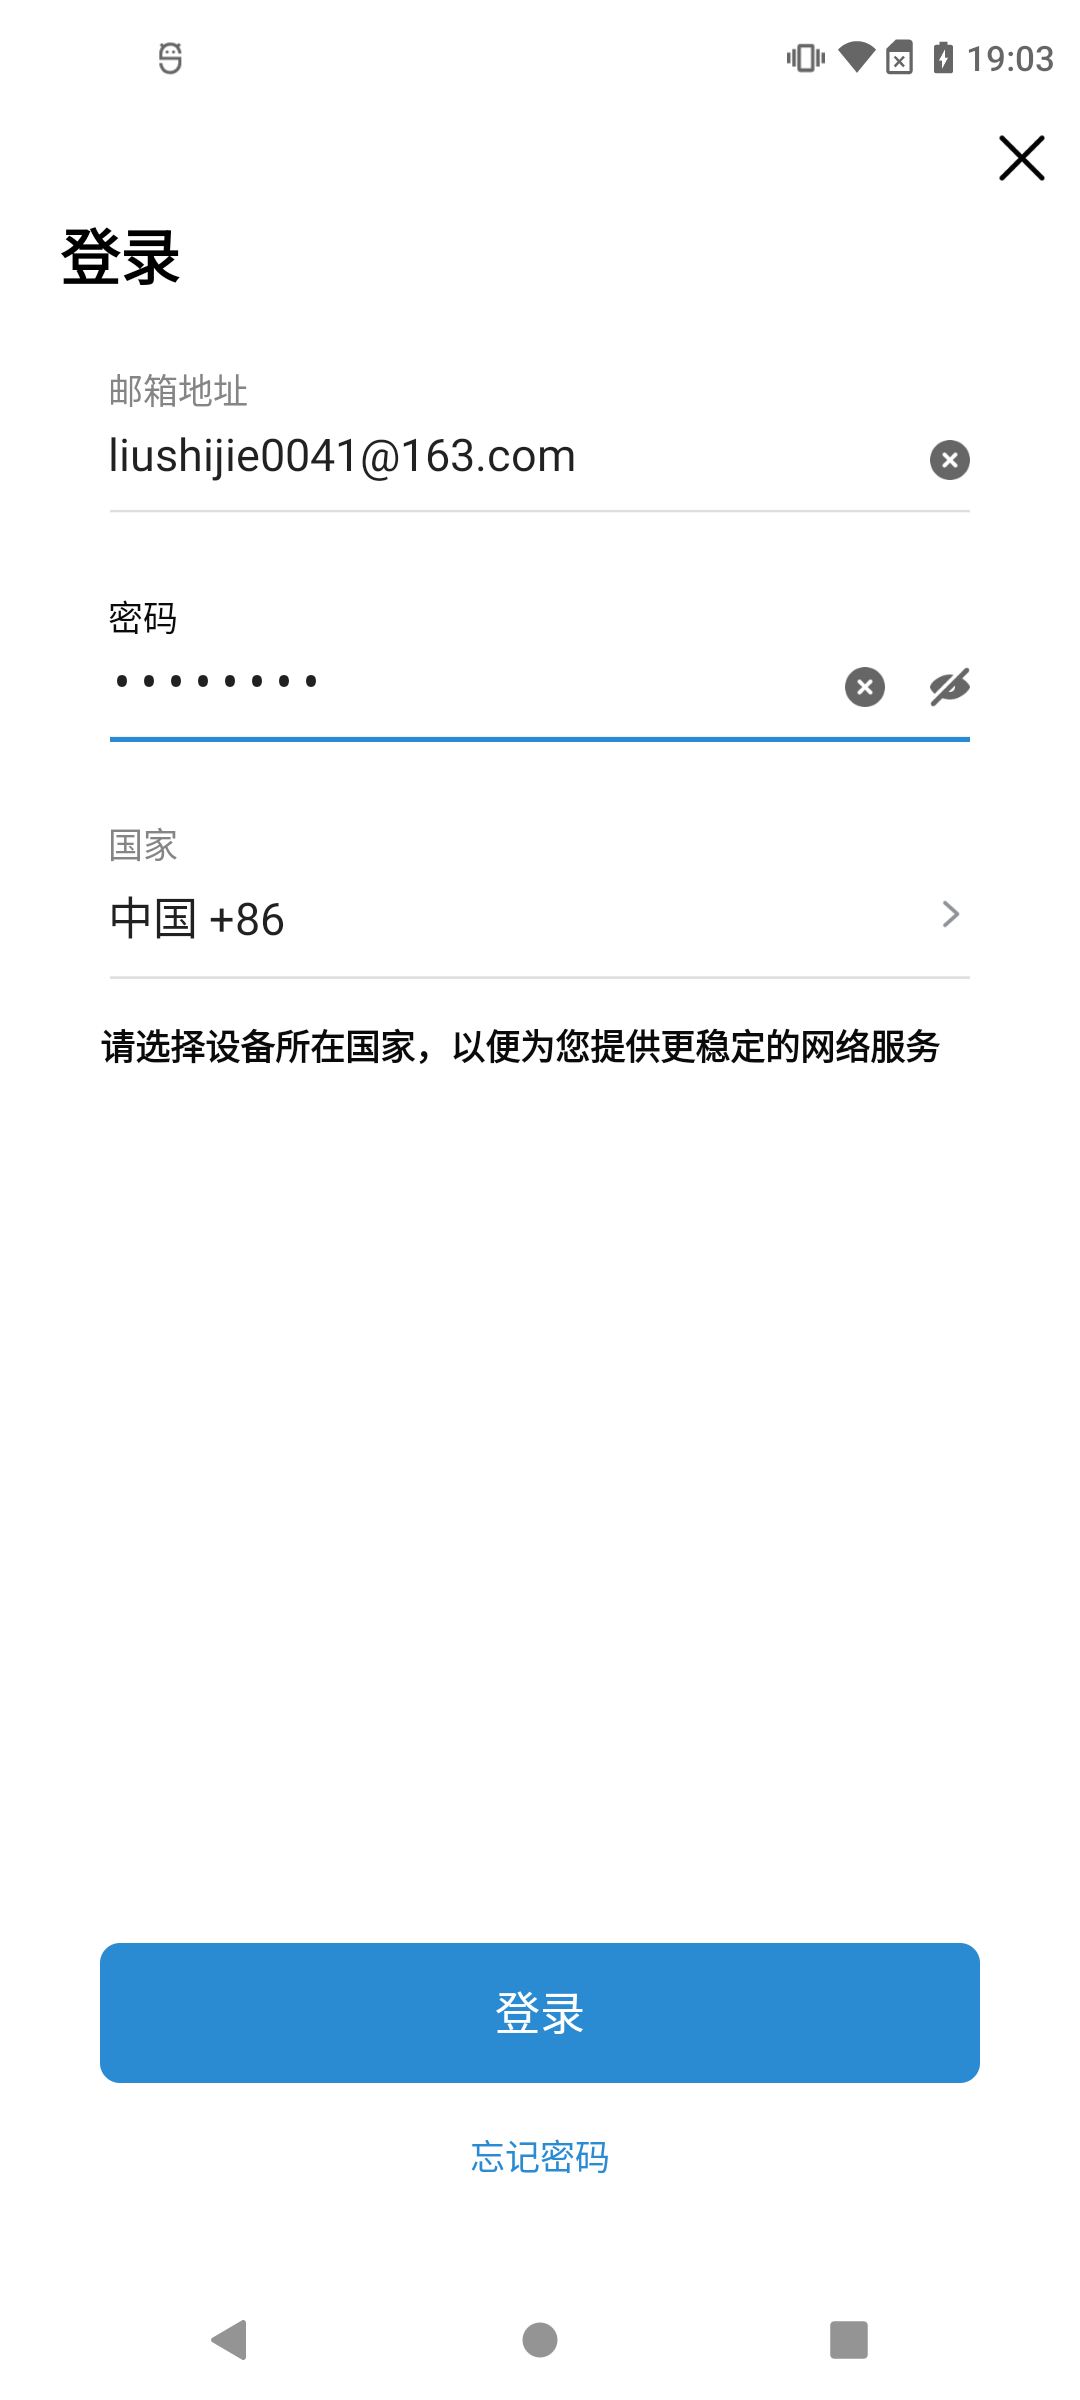 19:03
登录
邮箱地址
liushijie0041@163.com
密码
••••••••
国家
中国 +86
请选择设备所在国家，以便为您提供更稳定的网络服务
登录
忘记密码